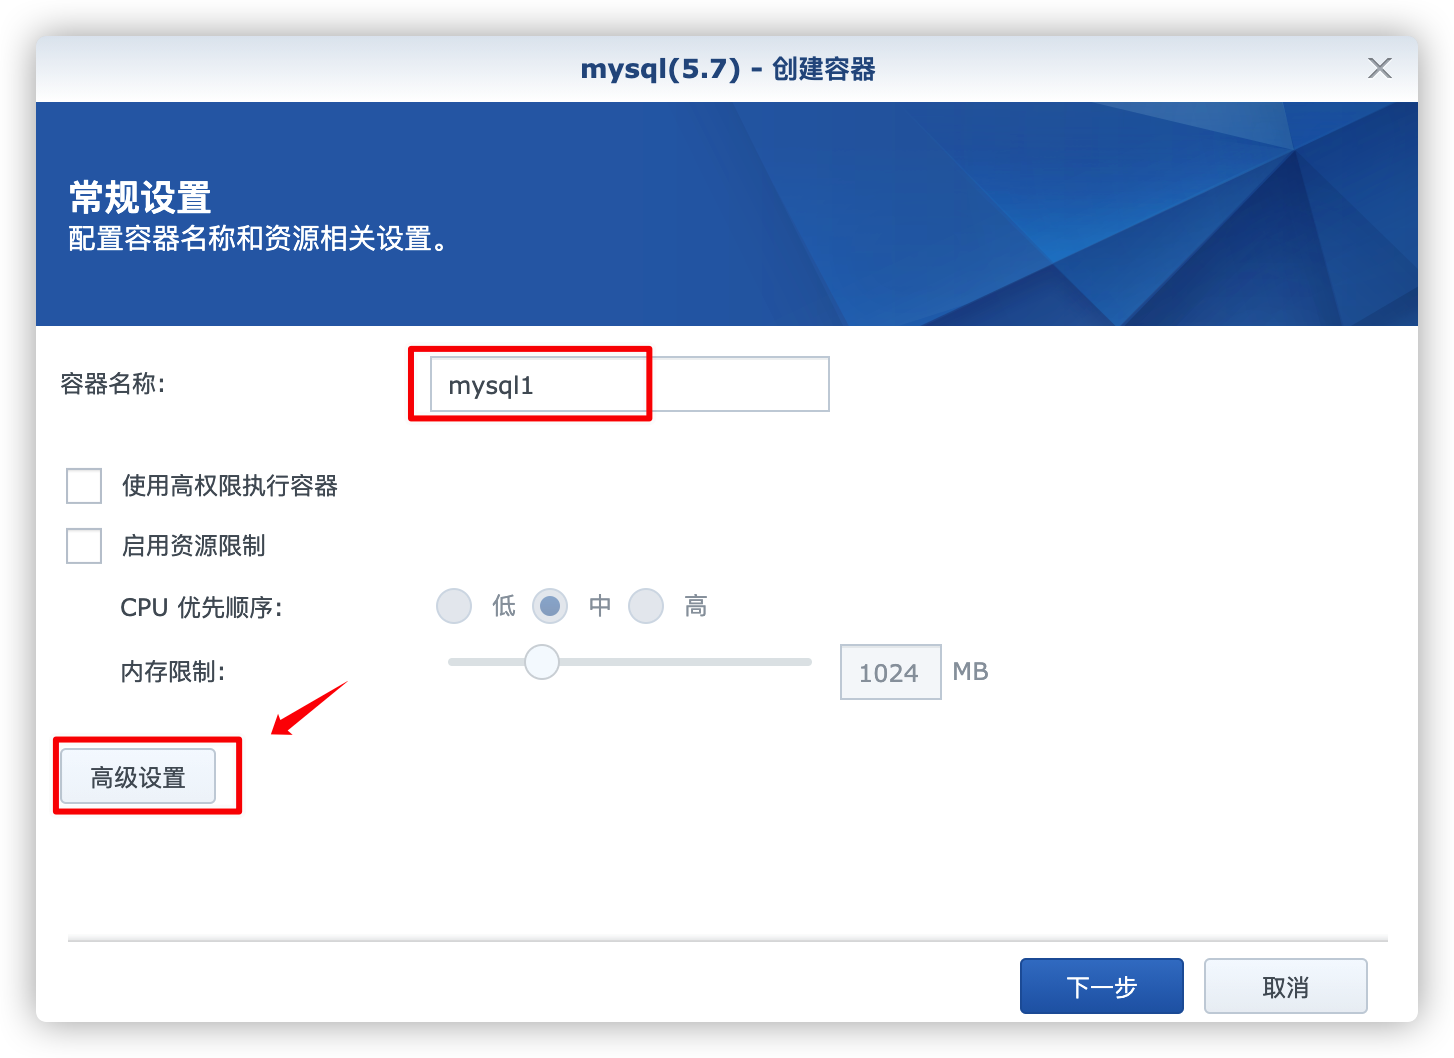 mysql(5.7) - 创建容器
常规设置
配置容器名称和资源相关设置。
容器名称: mysql1
使用高权限执行容器
启用资源限制
CPU 优先顺序: 低 中 高
内存限制: 1024 MB
高级设置
下一步 取消